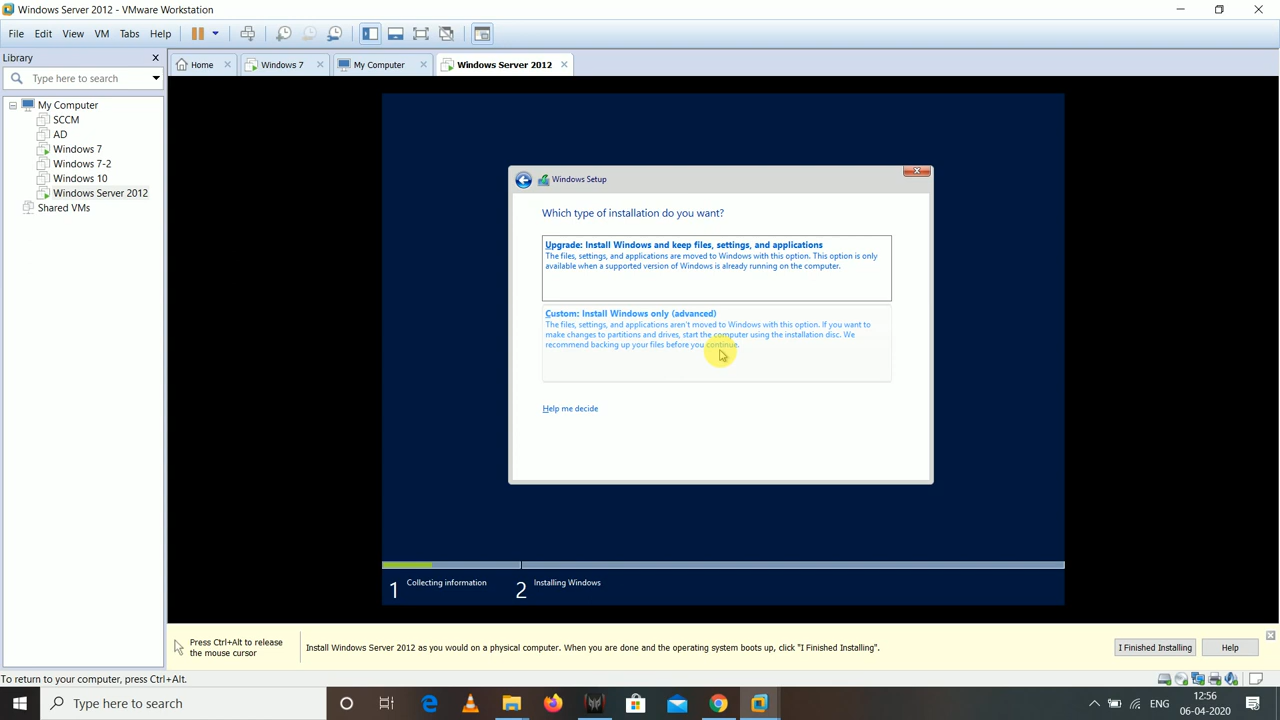 Windows Server 2012 - VMware Workstation
File Edit View VM Tabs Help
Library
Type here to search
Home
Windows 7
My Computer
Windows Server 2012
My Computer
SCCM
AD
Windows 7
Windows 7-2
Windows 10
Windows Server 2012
Shared VMs
Windows Setup
Which type of installation do you want?
Upgrade: Install Windows and keep files, settings, and applications
The files, settings, and applications are moved to Windows with this option. This option is only
available when a supported version of Windows is already running on the computer.
Custom: Install Windows only (advanced)
The files, settings, and applications aren't moved to Windows with this option. If you want to
make changes to partitions and drives, start the computer using the installation disc. We
recommend backing up your files before you continue.
Help me decide
1 Collecting information
2 Installing Windows
Press Ctrl+Alt to release
the mouse cursor
Install Windows Server 2012 as you would on a physical computer. When you are done and the operating system boots up, click "I Finished Installing".
I Finished Installing
Help
To return to your computer, press Ctrl+Alt.
Type here to search
ENG
12:56
06-04-2020